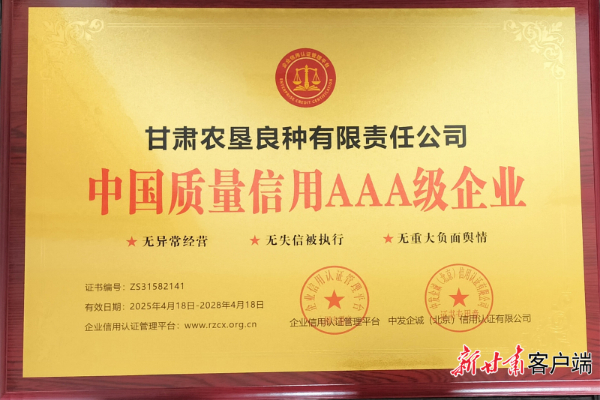 甘肃农垦良种有限责任公司
中国质量信用AAA级企业
★无异常经营 ★无失信被执行 ★无重大负面舆情
证书编号：ZS31582141
有效日期：2025年4月18日-2028年4月18日
企业信用认证管理平台：www.rzcx.org.cn
企业信用认证管理平台 中发企诚（北京）信用认证有限公司
新甘肃客户端